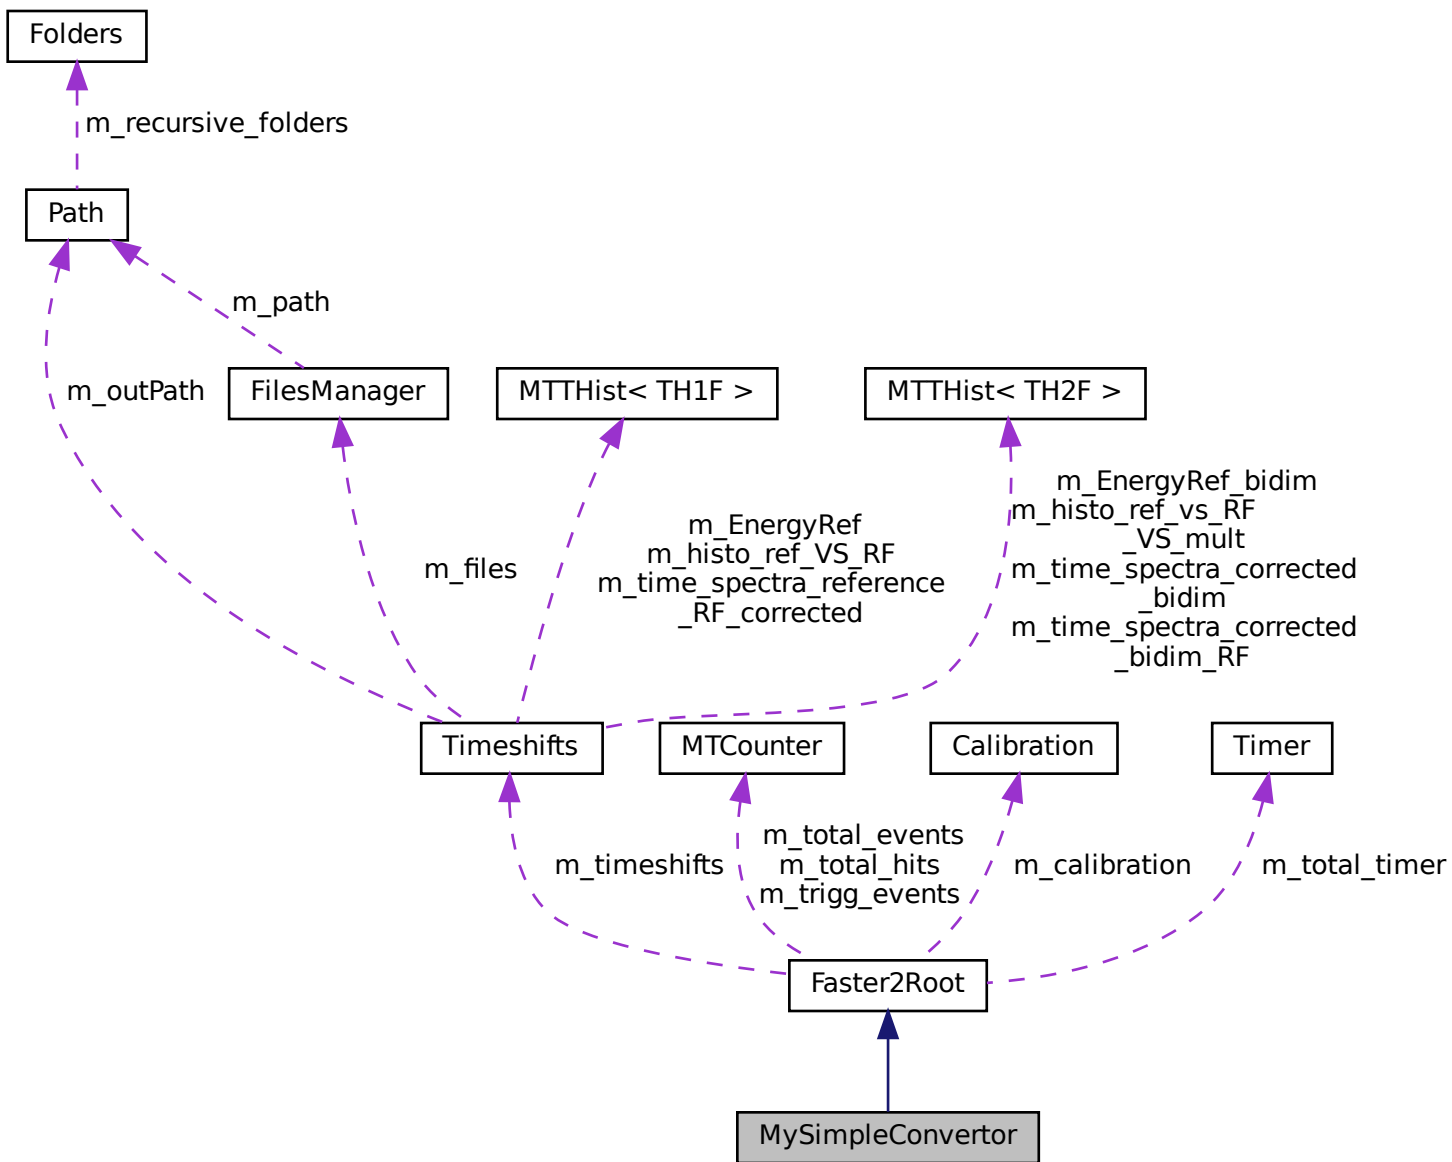 Folders
m_recursive_folders
Path
m_path
m_outPath
FilesManager
MTTHist< TH1F >
MTTHist< TH2F >
m_files
m_EnergyRef
m_histo_ref_VS_RF
m_time_spectra_reference
_RF_corrected
m_EnergyRef_bidim
m_histo_ref_vs_RF
_VS_mult
m_time_spectra_corrected
_bidim
m_time_spectra_corrected
_bidim_RF
Timeshifts
MTCounter
Calibration
Timer
m_timeshifts
m_total_events
m_total_hits
m_trigg_events
m_calibration
m_total_timer
Faster2Root
MySimpleConvertor